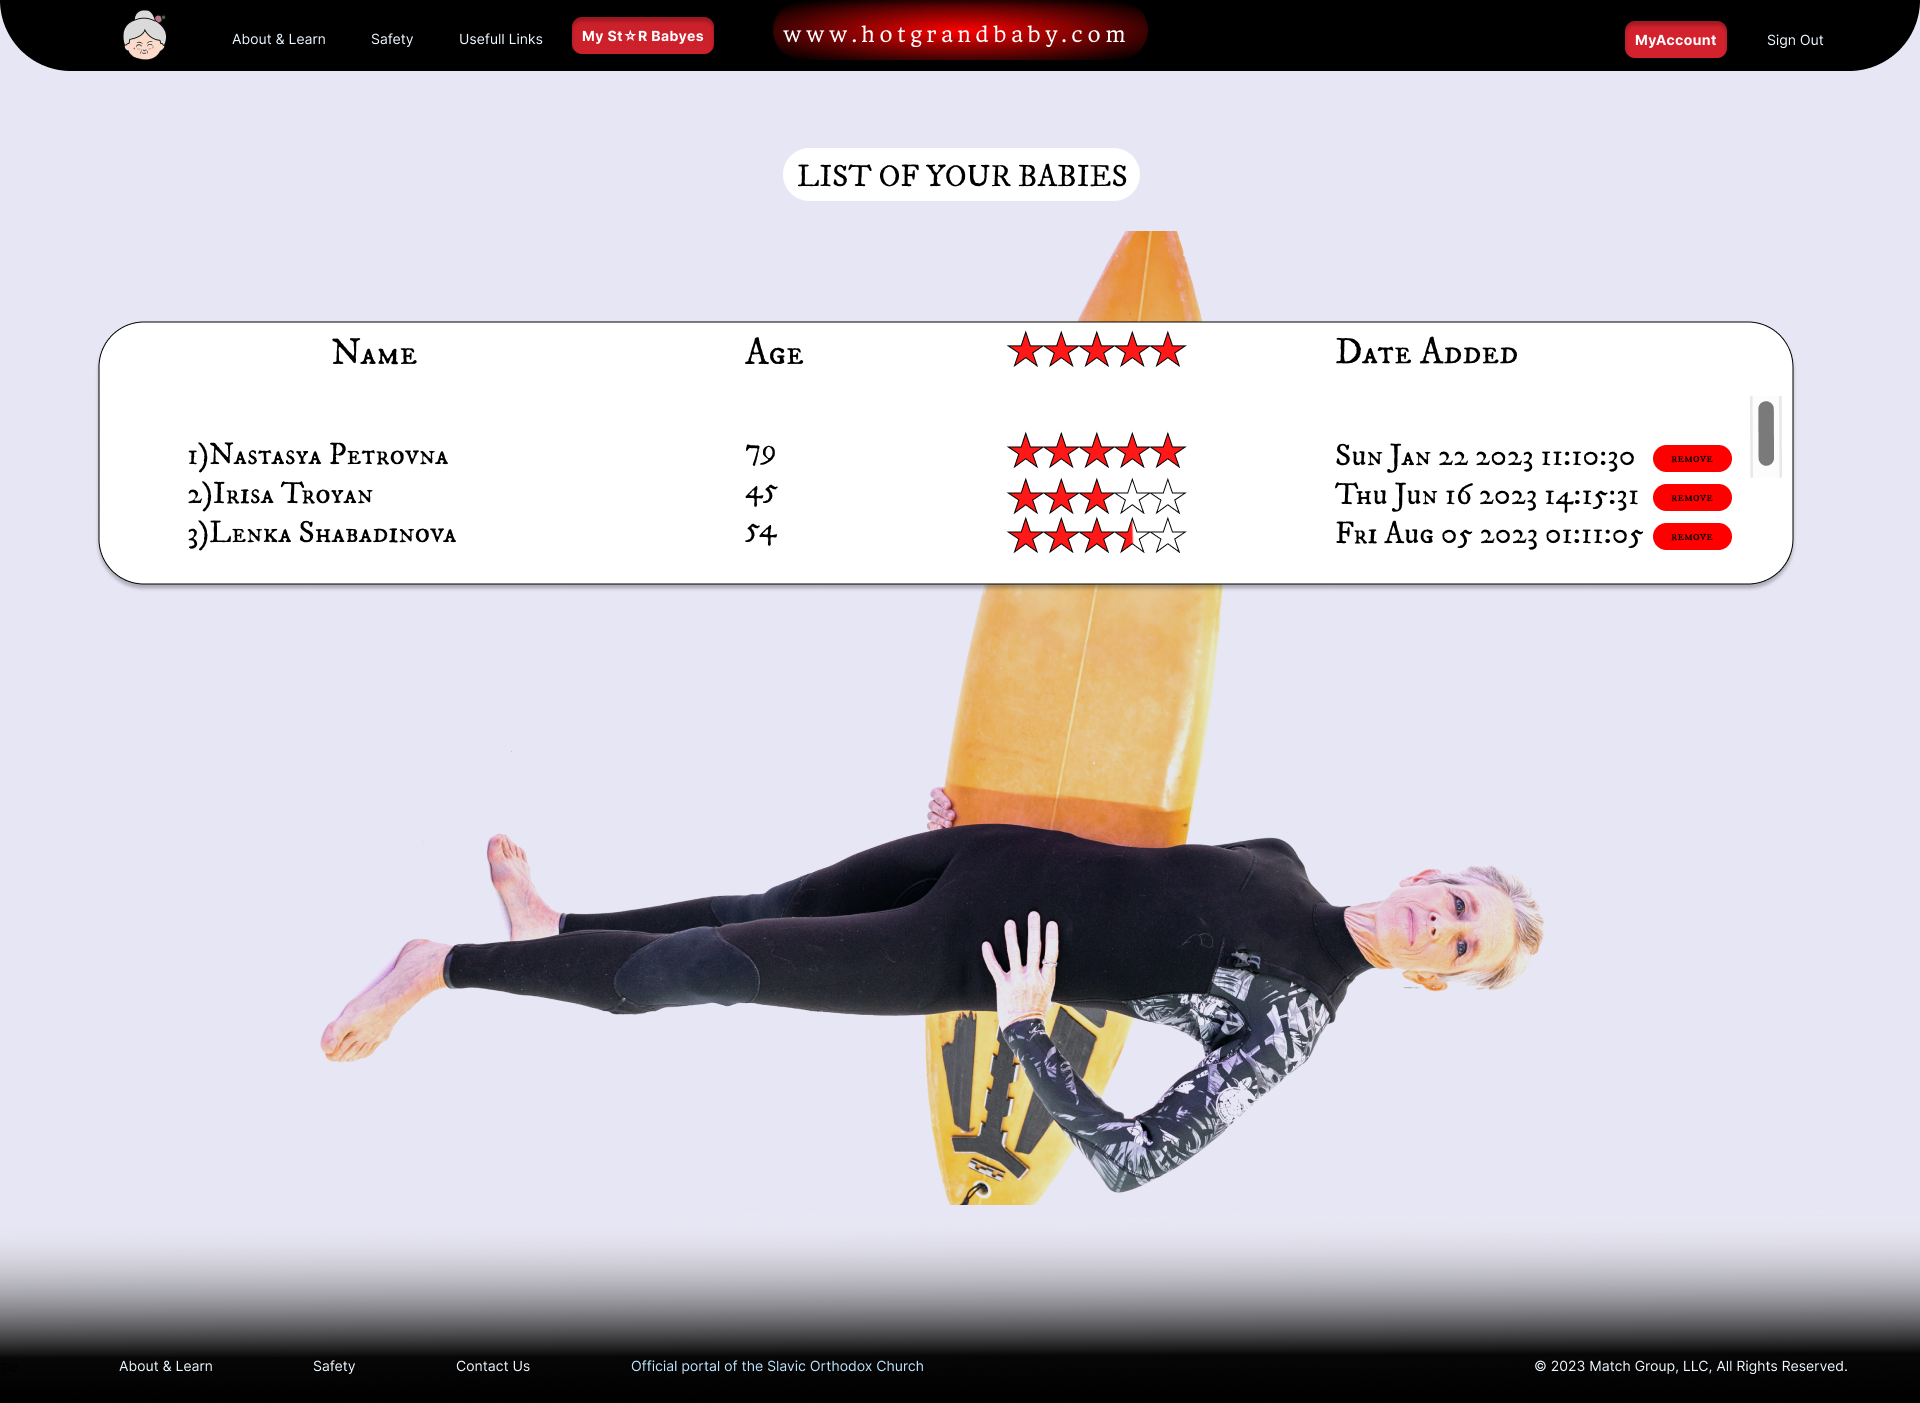 About & Learn Safety Usefull Links My St☆R Babyes www.hotgrandbaby.com MyAccount Sign Out
LIST OF YOUR BABIES
Name Age Date Added
1)Nastasya Petrovna 79 Sun Jan 22 2023 11:10:30 REMOVE
2)Irisa Troyan 45 Thu Jun 16 2023 14:15:31 REMOVE
3)Lenka Shabadinova 54 Fri Aug 05 2023 01:11:05 REMOVE
About & Learn Safety Contact Us Official portal of the Slavic Orthodox Church © 2023 Match Group, LLC, All Rights Reserved.